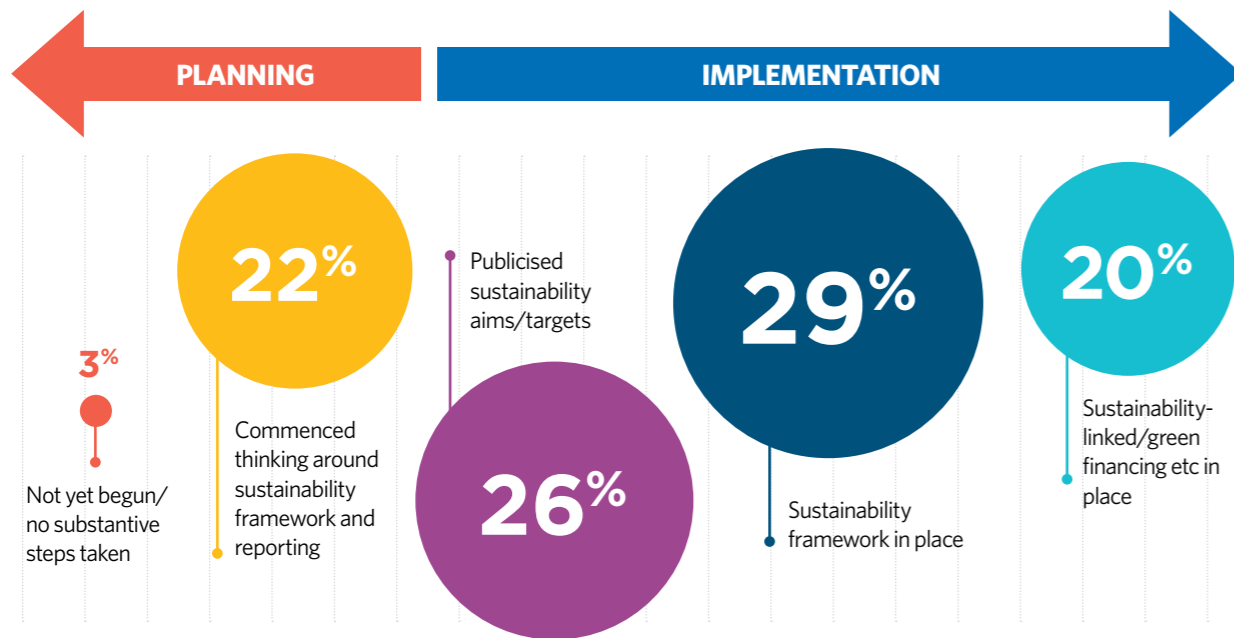 PLANNING
IMPLEMENTATION
3%
Not yet begun/
no substantive
steps taken
22%
Commenced
thinking around
sustainability
framework and
reporting
Publicised
sustainability
aims/targets
26%
29%
Sustainability
framework in place
20%
Sustainability-
linked/green
financing etc in
place